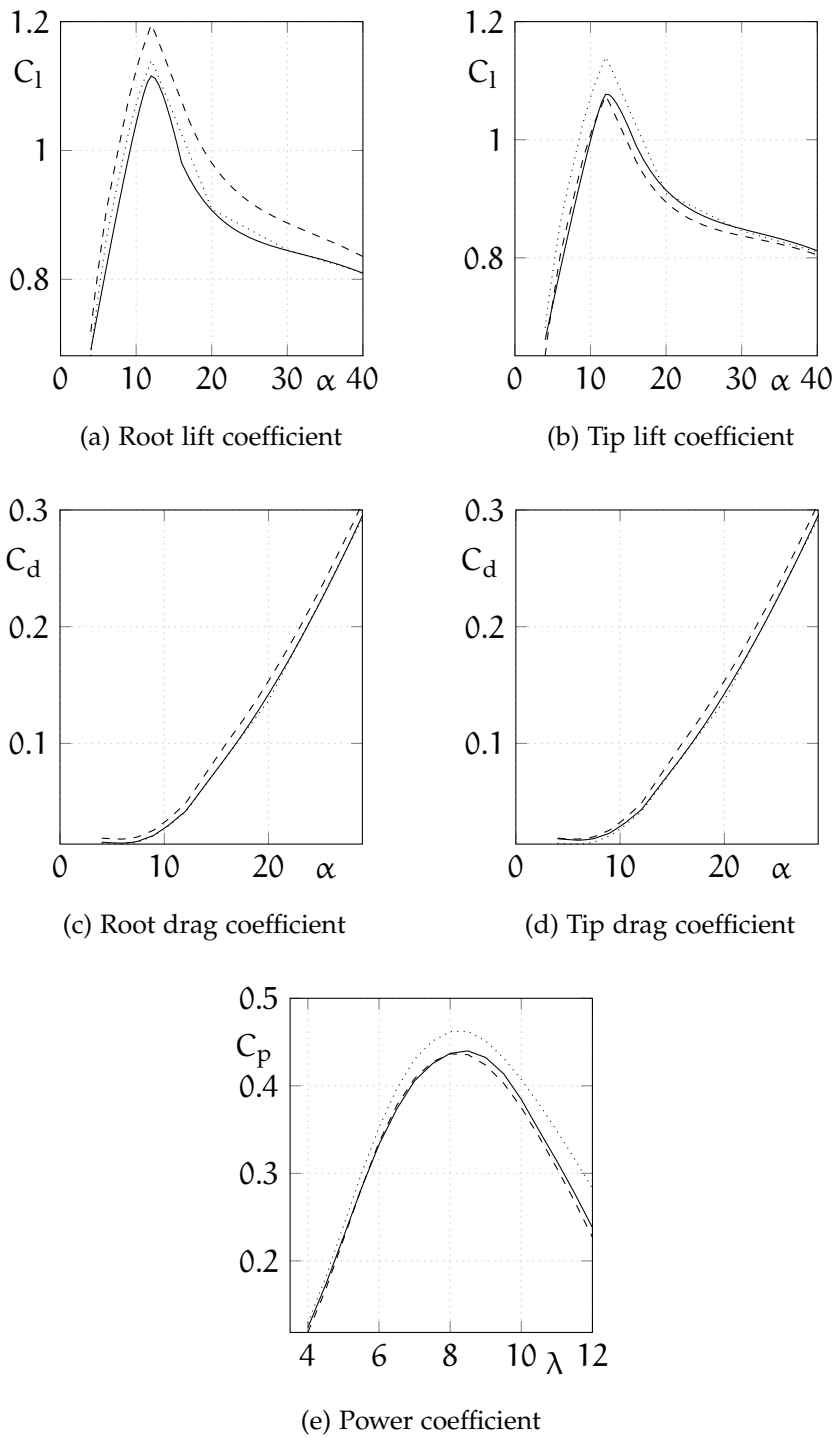 1.2
C_l
1
0.8
0 10 20 30 α 40
(a) Root lift coefficient
1.2
C_l
1
0.8
0 10 20 30 α 40
(b) Tip lift coefficient
0.3
C_d
0.2
0.1
0 10 20 α
(c) Root drag coefficient
0.3
C_d
0.2
0.1
0 10 20 α
(d) Tip drag coefficient
0.5
C_p
0.4
0.3
0.2
4 6 8 10 λ 12
(e) Power coefficient